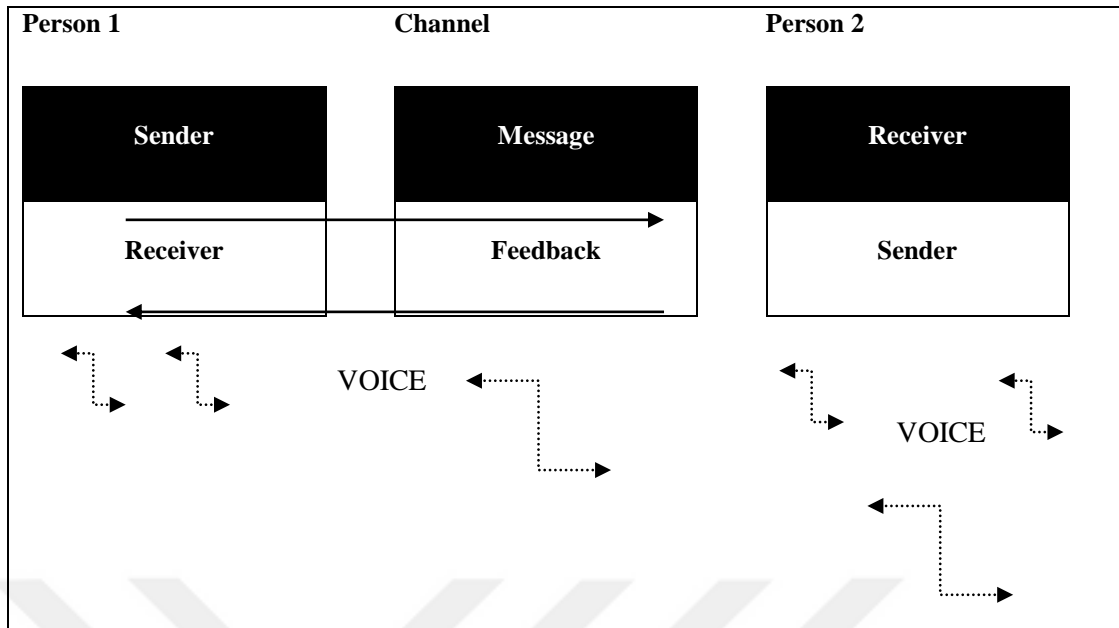 Person 1 Channel Person 2
Sender Message Receiver
Receiver Feedback Sender
VOICE
VOICE